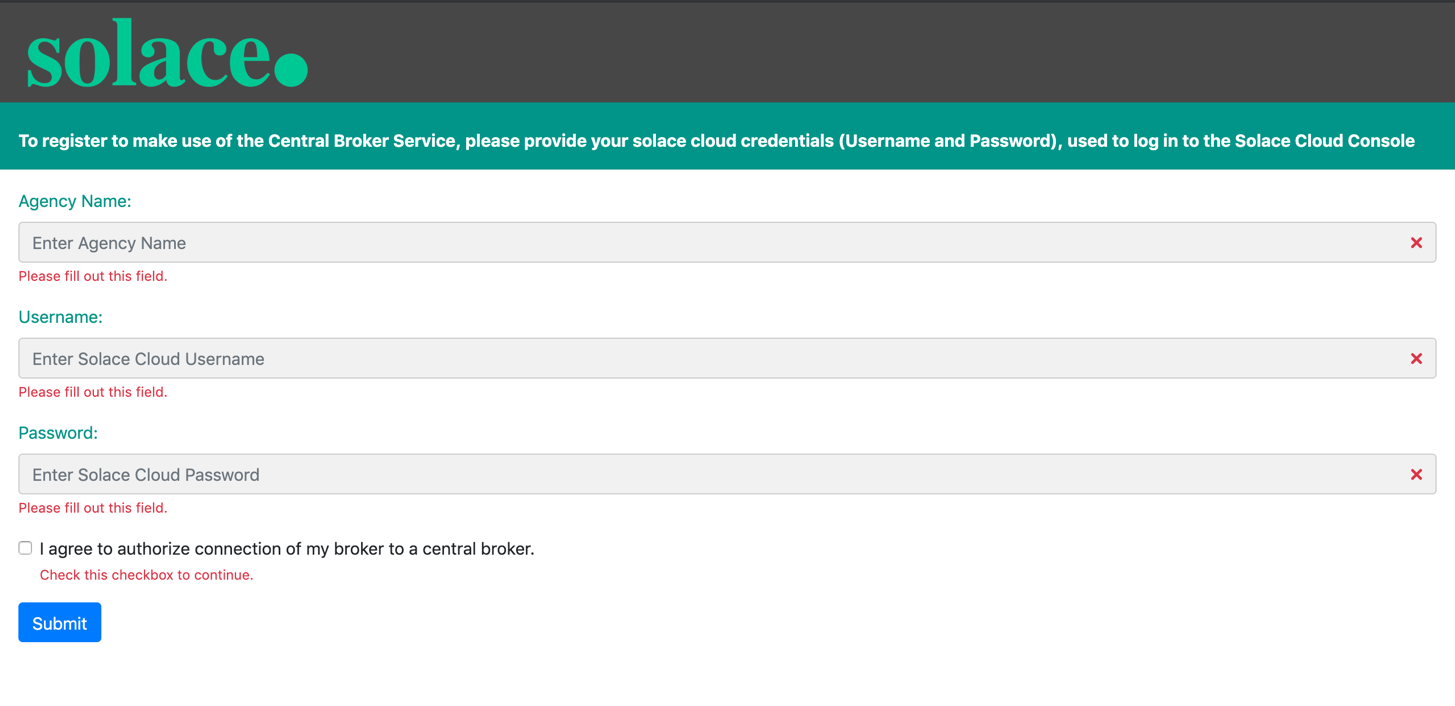 solace.
To register to make use of the Central Broker Service, please provide your solace cloud credentials (Username and Password), used to log in to the Solace Cloud Console
Agency Name:
Enter Agency Name
Please fill out this field.
Username:
Enter Solace Cloud Username
Please fill out this field.
Password:
Enter Solace Cloud Password
Please fill out this field.
I agree to authorize connection of my broker to a central broker.
Check this checkbox to continue.
Submit